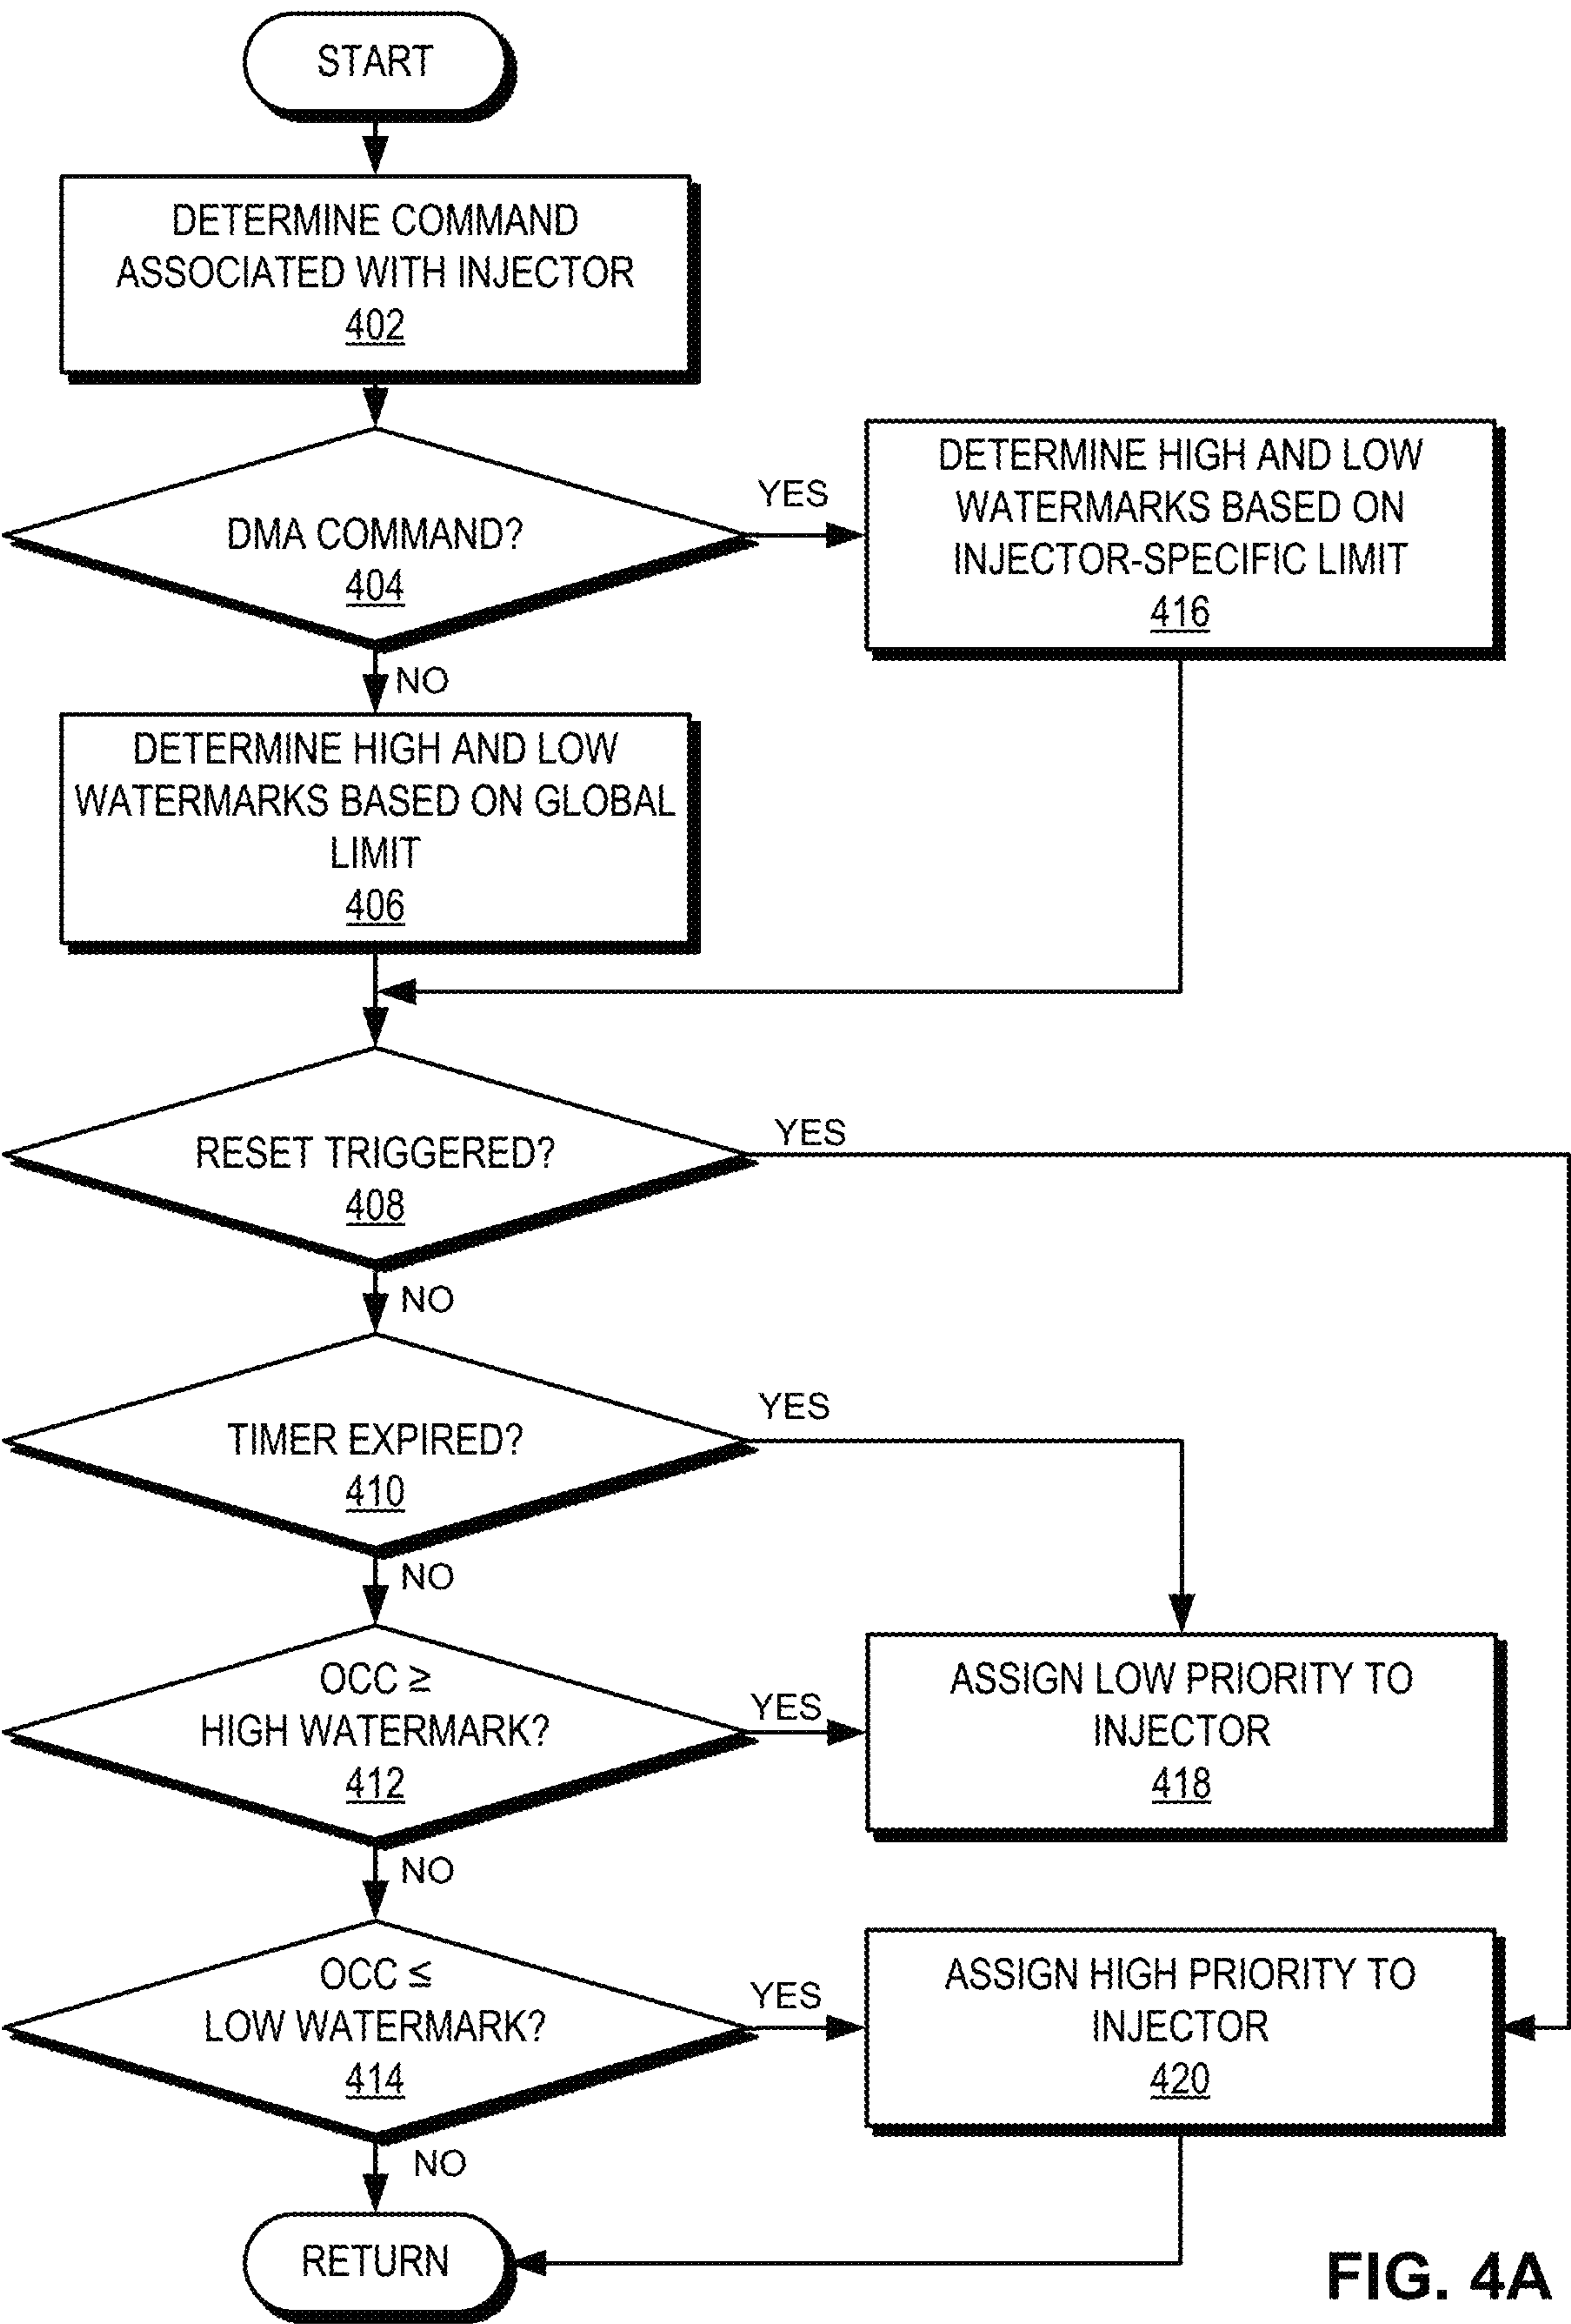 START
DETERMINE COMMAND
ASSOCIATED WITH INJECTOR
402
DMA COMMAND?
404
YES
DETERMINE HIGH AND LOW
WATERMARKS BASED ON
INJECTOR-SPECIFIC LIMIT
416
NO
DETERMINE HIGH AND LOW
WATERMARKS BASED ON GLOBAL
LIMIT
406
RESET TRIGGERED?
408
YES
NO
TIMER EXPIRED?
410
YES
NO
OCC ≥
HIGH WATERMARK?
412
YES
ASSIGN LOW PRIORITY TO
INJECTOR
418
NO
OCC ≤
LOW WATERMARK?
414
YES
ASSIGN HIGH PRIORITY TO
INJECTOR
420
NO
RETURN
FIG. 4A